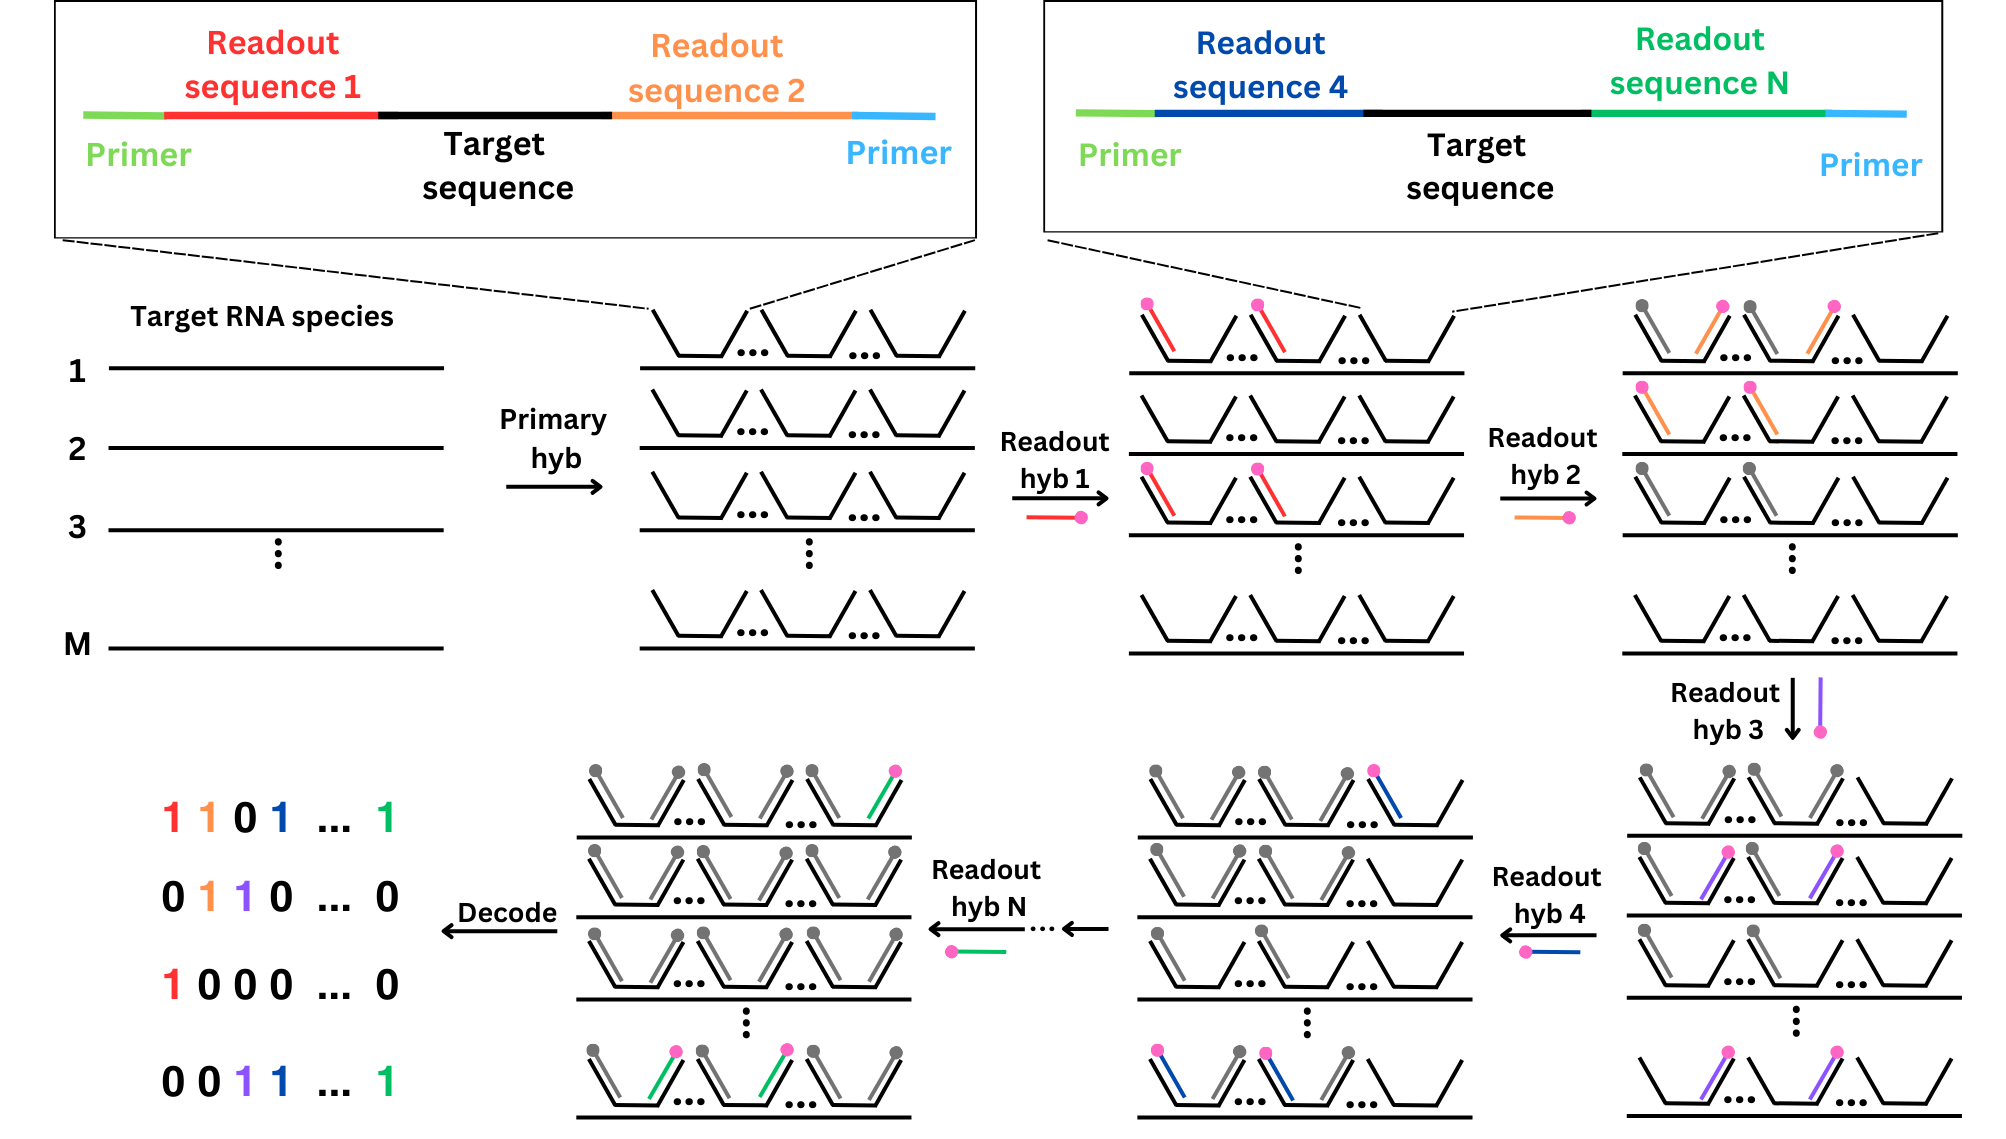 Readout
sequence 1
Readout
sequence 2
Primer
Target
sequence
Primer
Readout
sequence 4
Readout
sequence N
Primer
Target
sequence
Primer
Target RNA species
1
2
3
M
Primary
hyb
Readout
hyb 1
Readout
hyb 2
Readout
hyb 3
Readout
hyb 4
Readout
hyb N
...
Decode
1 1 0 1 ... 1
0 1 1 0 ... 0
1 0 0 0 ... 0
0 0 1 1 ... 1